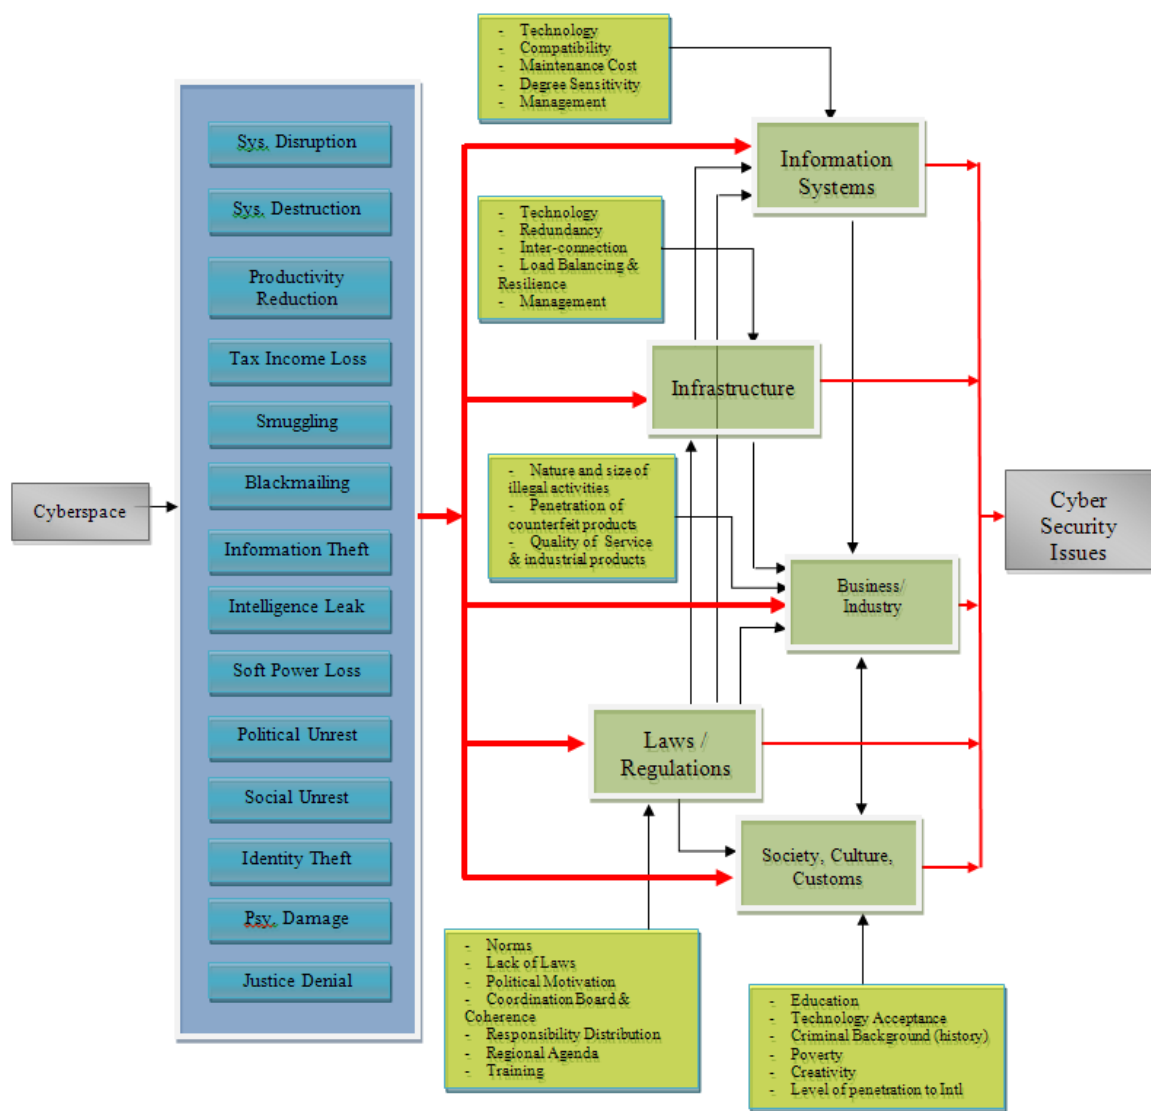 Cyberspace
Sys. Disruption
Sys. Destruction
Productivity
Reduction
Tax Income Loss
Smuggling
Blackmailing
Information Theft
Intelligence Leak
Soft Power Loss
Political Unrest
Social Unrest
Identity Theft
Psy. Damage
Justice Denial
- Technology
- Compatibility
- Maintenance Cost
- Degree Sensitivity
- Management
Information
Systems
- Technology
- Redundancy
- Inter-connection
- Load Balancing &
Resilience
- Management
Infrastructure
- Nature and size of
illegal activities
- Penetration of
counterfeit products
- Quality of Service
& industrial products
Business/
Industry
Laws /
Regulations
Society, Culture,
Customs
- Norms
- Lack of Laws
- Political Motivation
- Coordination Board &
Coherence
- Responsibility Distribution
- Regional Agenda
- Training
- Education
- Technology Acceptance
- Criminal Background (history)
- Poverty
- Creativity
- Level of penetration to Intl
Cyber
Security
Issues